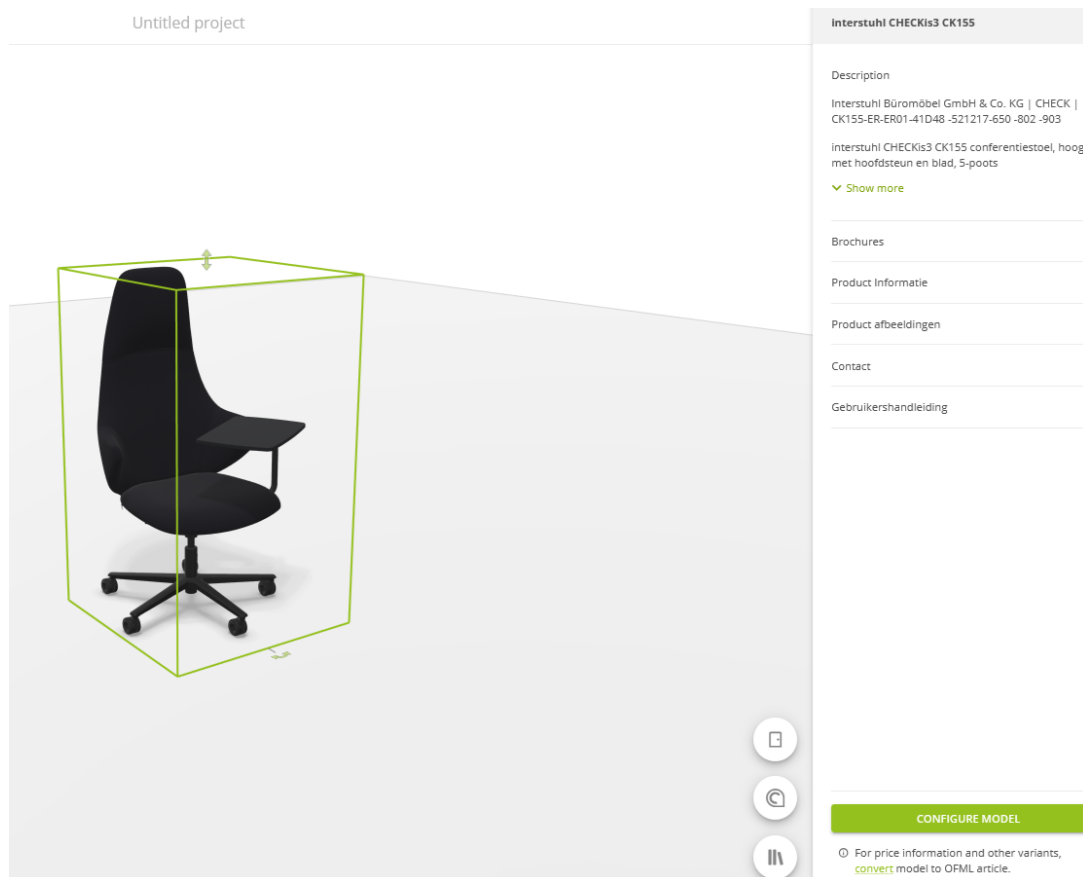 Untitled project
interstuhl CHECKis3 CK155
Description
Interstuhl Büromöbel GmbH & Co. KG | CHECK |
CK155-ER-ER01-41D48 -521217-650 -802 -903
interstuhl CHECKis3 CK155 conferentiestoel, hoog
met hoofdsteun en blad, 5-poots
Show more
Brochures
Product Informatie
Product afbeeldingen
Contact
Gebruikershandleiding
CONFIGURE MODEL
For price information and other variants,
convert model to OFML article.